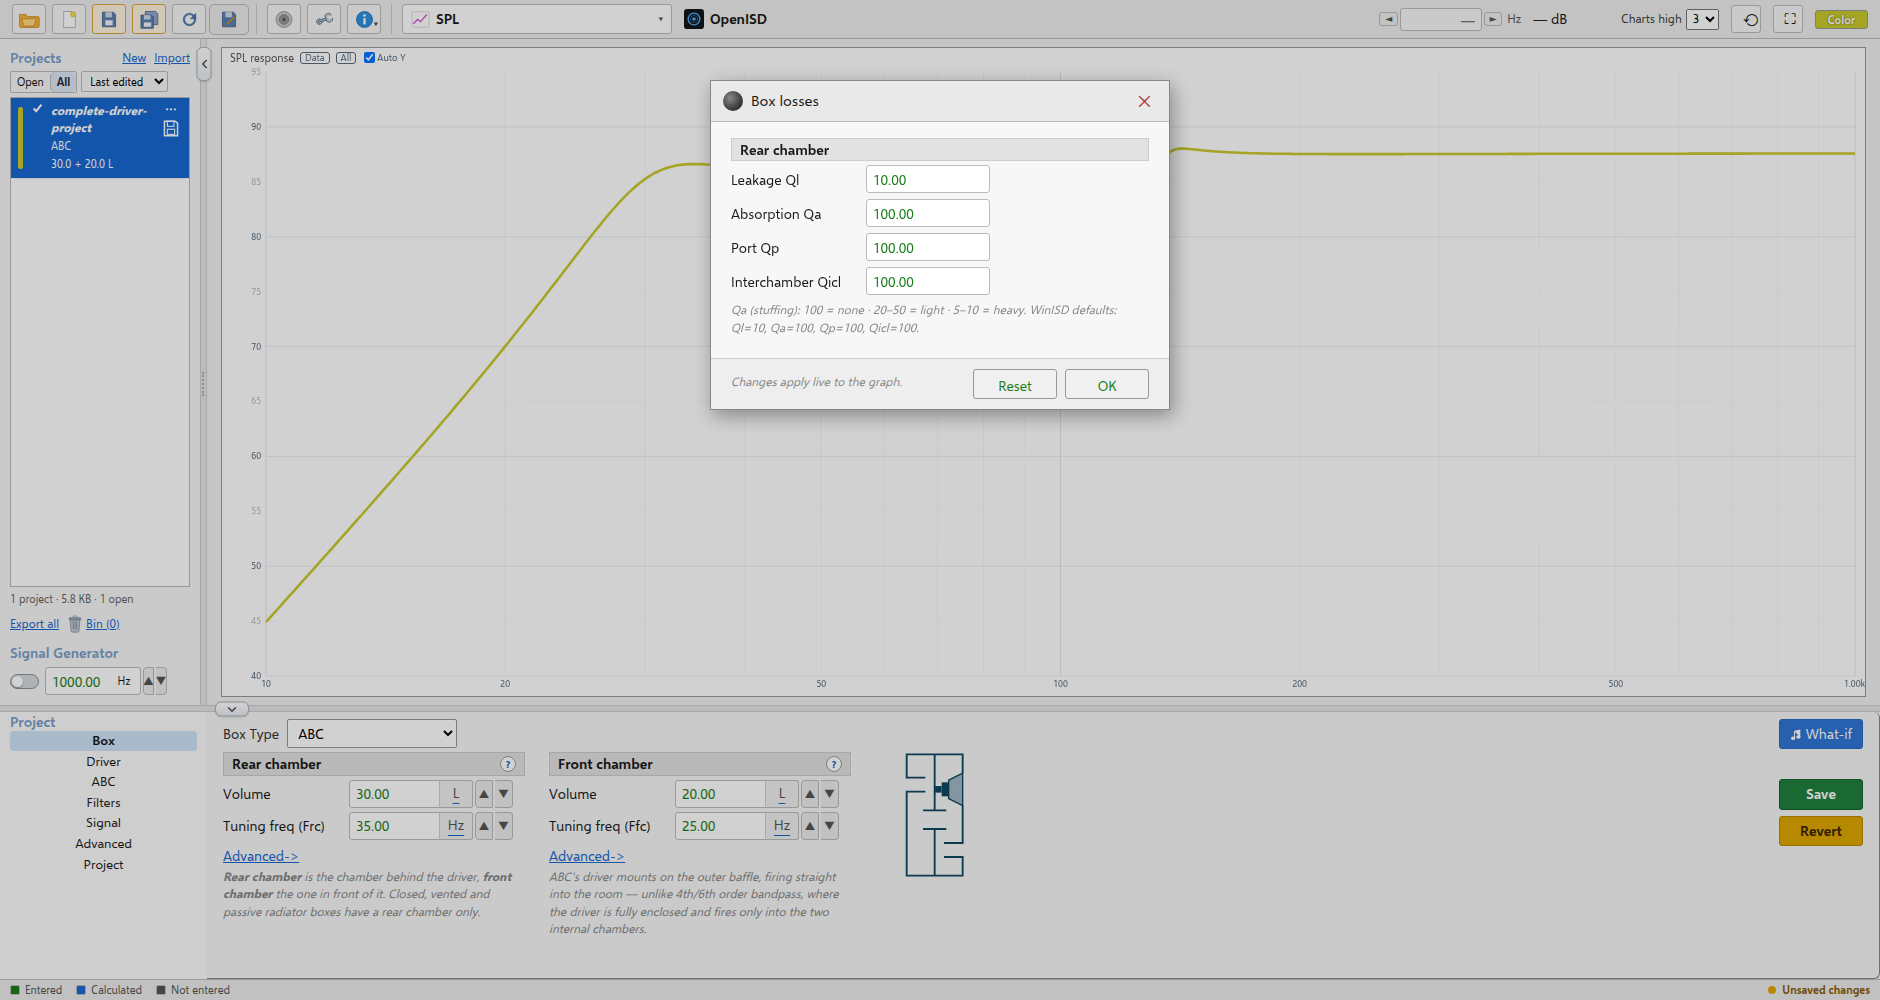 SPL
OpenISD
—
Hz
— dB
Charts high
3
Color
Projects
New
Import
Open
All
Last edited
complete-driver-
project
ABC
30.0 + 20.0 L
1 project · 5.8 KB · 1 open
Export all
Bin (0)
Signal Generator
1000.00
Hz
SPL response
Data
All
Auto Y
95
90
85
80
75
70
65
60
55
50
45
40
10
20
50
100
200
500
1.00k
Box losses
Rear chamber
Leakage Ql
10.00
Absorption Qa
100.00
Port Qp
100.00
Interchamber Qicl
100.00
Qa (stuffing): 100 = none · 20–50 = light · 5–10 = heavy. WinISD defaults:
Ql=10, Qa=100, Qp=100, Qicl=100.
Changes apply live to the graph.
Reset
OK
Project
Box
Driver
ABC
Filters
Signal
Advanced
Project
Box Type
ABC
Rear chamber
?
Volume
30.00
L
Tuning freq (Frc)
35.00
Hz
Advanced->
Rear chamber is the chamber behind the driver, front
chamber the one in front of it. Closed, vented and
passive radiator boxes have a rear chamber only.
Front chamber
?
Volume
20.00
L
Tuning freq (Ffc)
25.00
Hz
Advanced->
ABC's driver mounts on the outer baffle, firing straight
into the room — unlike 4th/6th order bandpass, where
the driver is fully enclosed and fires only into the two
internal chambers.
What-if
Save
Revert
Entered
Calculated
Not entered
Unsaved changes